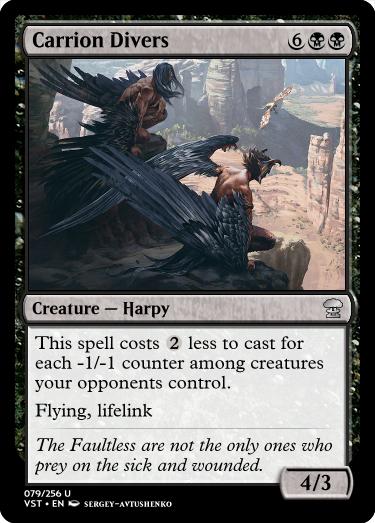 Carrion Divers 6
Creature — Harpy
This spell costs 2 less to cast for
each -1/-1 counter among creatures
your opponents control.
Flying, lifelink
The Faultless are not the only ones who
prey on the sick and wounded.
4/3
079/256 U
VST • EN SERGEY-AVTUSHENKO